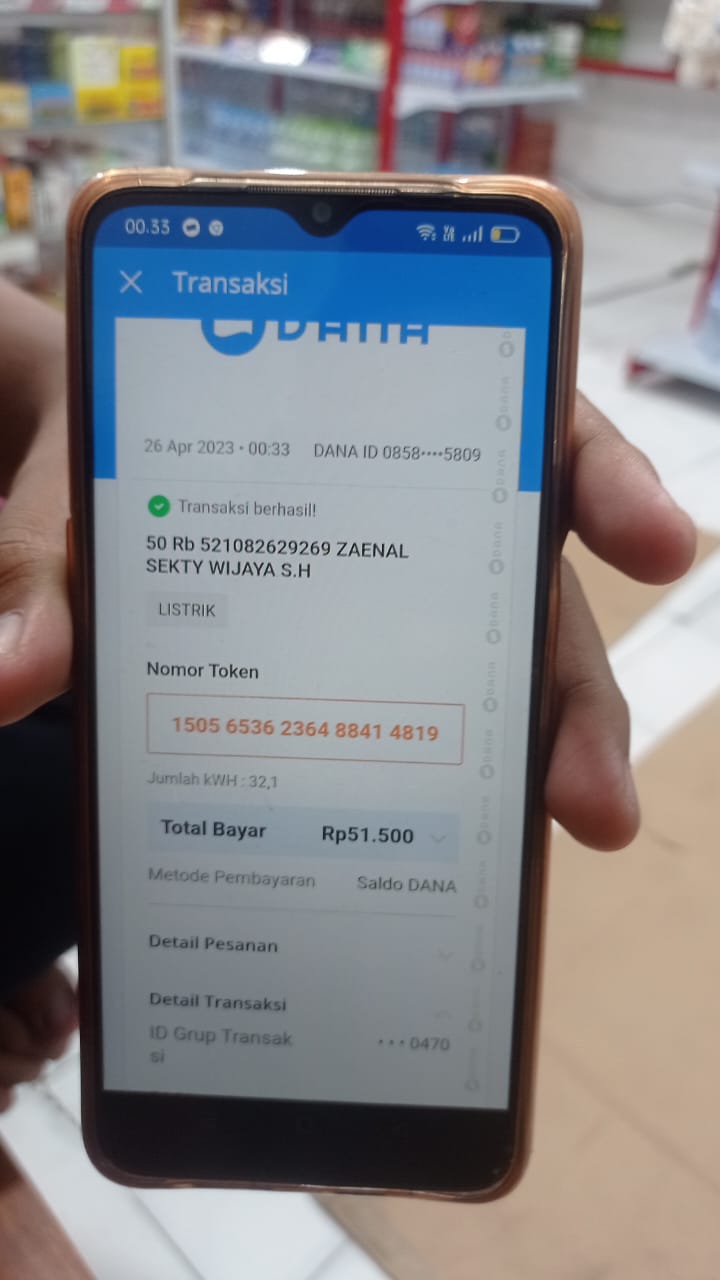 00.33
Transaksi
DANA
26 Apr 2023 • 00:33 DANA ID 0858••••5809
Transaksi berhasil!
50 Rb 521082629269 ZAENAL
SEKTY WIJAYA S.H
LISTRIK
Nomor Token
1505 6536 2364 8841 4819
Jumlah kWH : 32,1
Total Bayar Rp51.500
Metode Pembayaran Saldo DANA
Detail Pesanan
Detail Transaksi
ID Grup Transak
si
•••0470